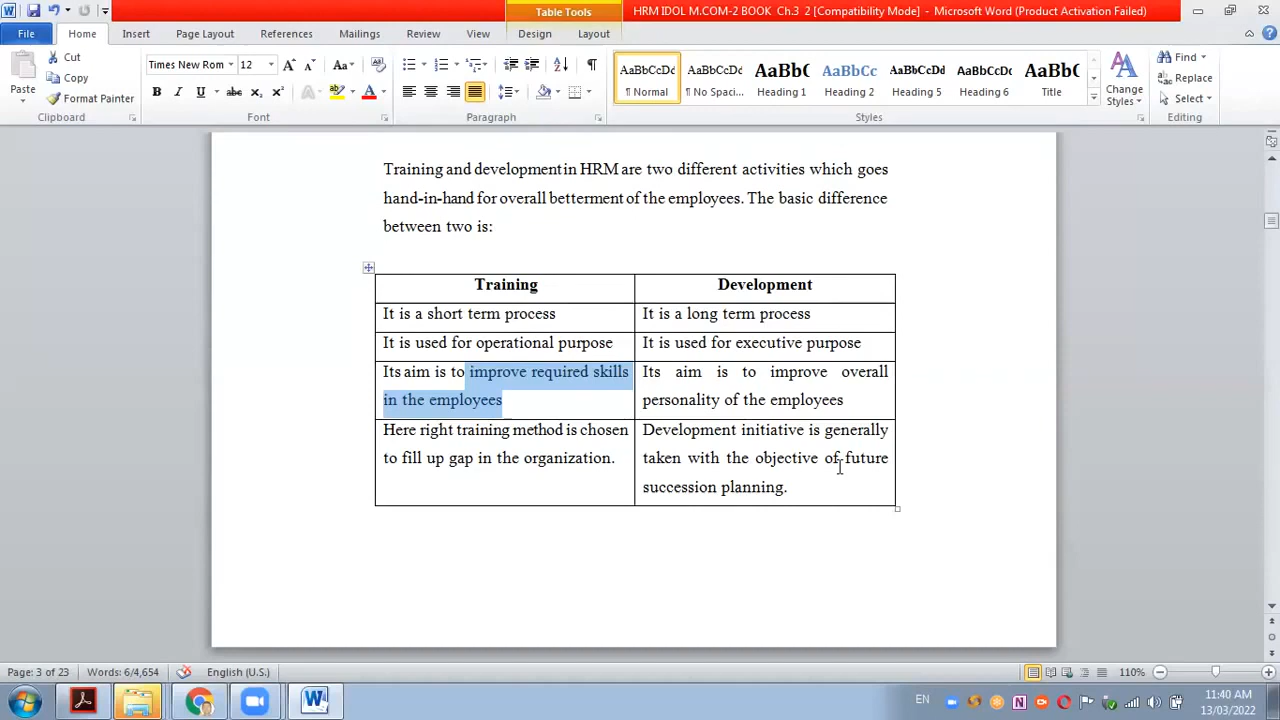 Table Tools
HRM IDOL M.COM-2 BOOK Ch.3 2 [Compatibility Mode] - Microsoft Word (Product Activation Failed)
File Home Insert Page Layout References Mailings Review View Design Layout
Paste
Cut
Copy
Format Painter
Clipboard
Times New Rom 12
Font
Paragraph
AaBbCcDd AaBbCcDd AaBbC AaBbCc AaBbCcDd AaBbCcDd AaBbC
¶ Normal ¶ No Spaci... Heading 1 Heading 2 Heading 5 Heading 6 Title
Change Styles
Styles
Find
Replace
Select
Editing
Training and development in HRM are two different activities which goes
hand-in-hand for overall betterment of the employees. The basic difference
between two is:
Training Development
It is a short term process It is a long term process
It is used for operational purpose It is used for executive purpose
Its aim is to improve required skills
in the employees
Its aim is to improve overall
personality of the employees
Here right training method is chosen
to fill up gap in the organization.
Development initiative is generally
taken with the objective of future
succession planning.
Page: 3 of 23 Words: 6/4,654 English (U.S.) 110%
EN
11:40 AM
13/03/2022